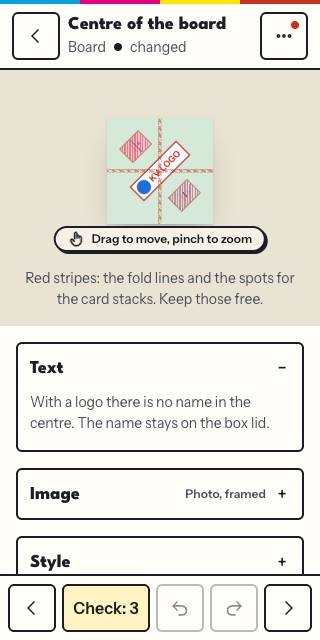 Centre of the board
Board ● changed
KV LOGO
Drag to move, pinch to zoom
Red stripes: the fold lines and the spots for
the card stacks. Keep those free.
Text
With a logo there is no name in the
centre. The name stays on the box lid.
Image Photo, framed +
Style +
Check: 3